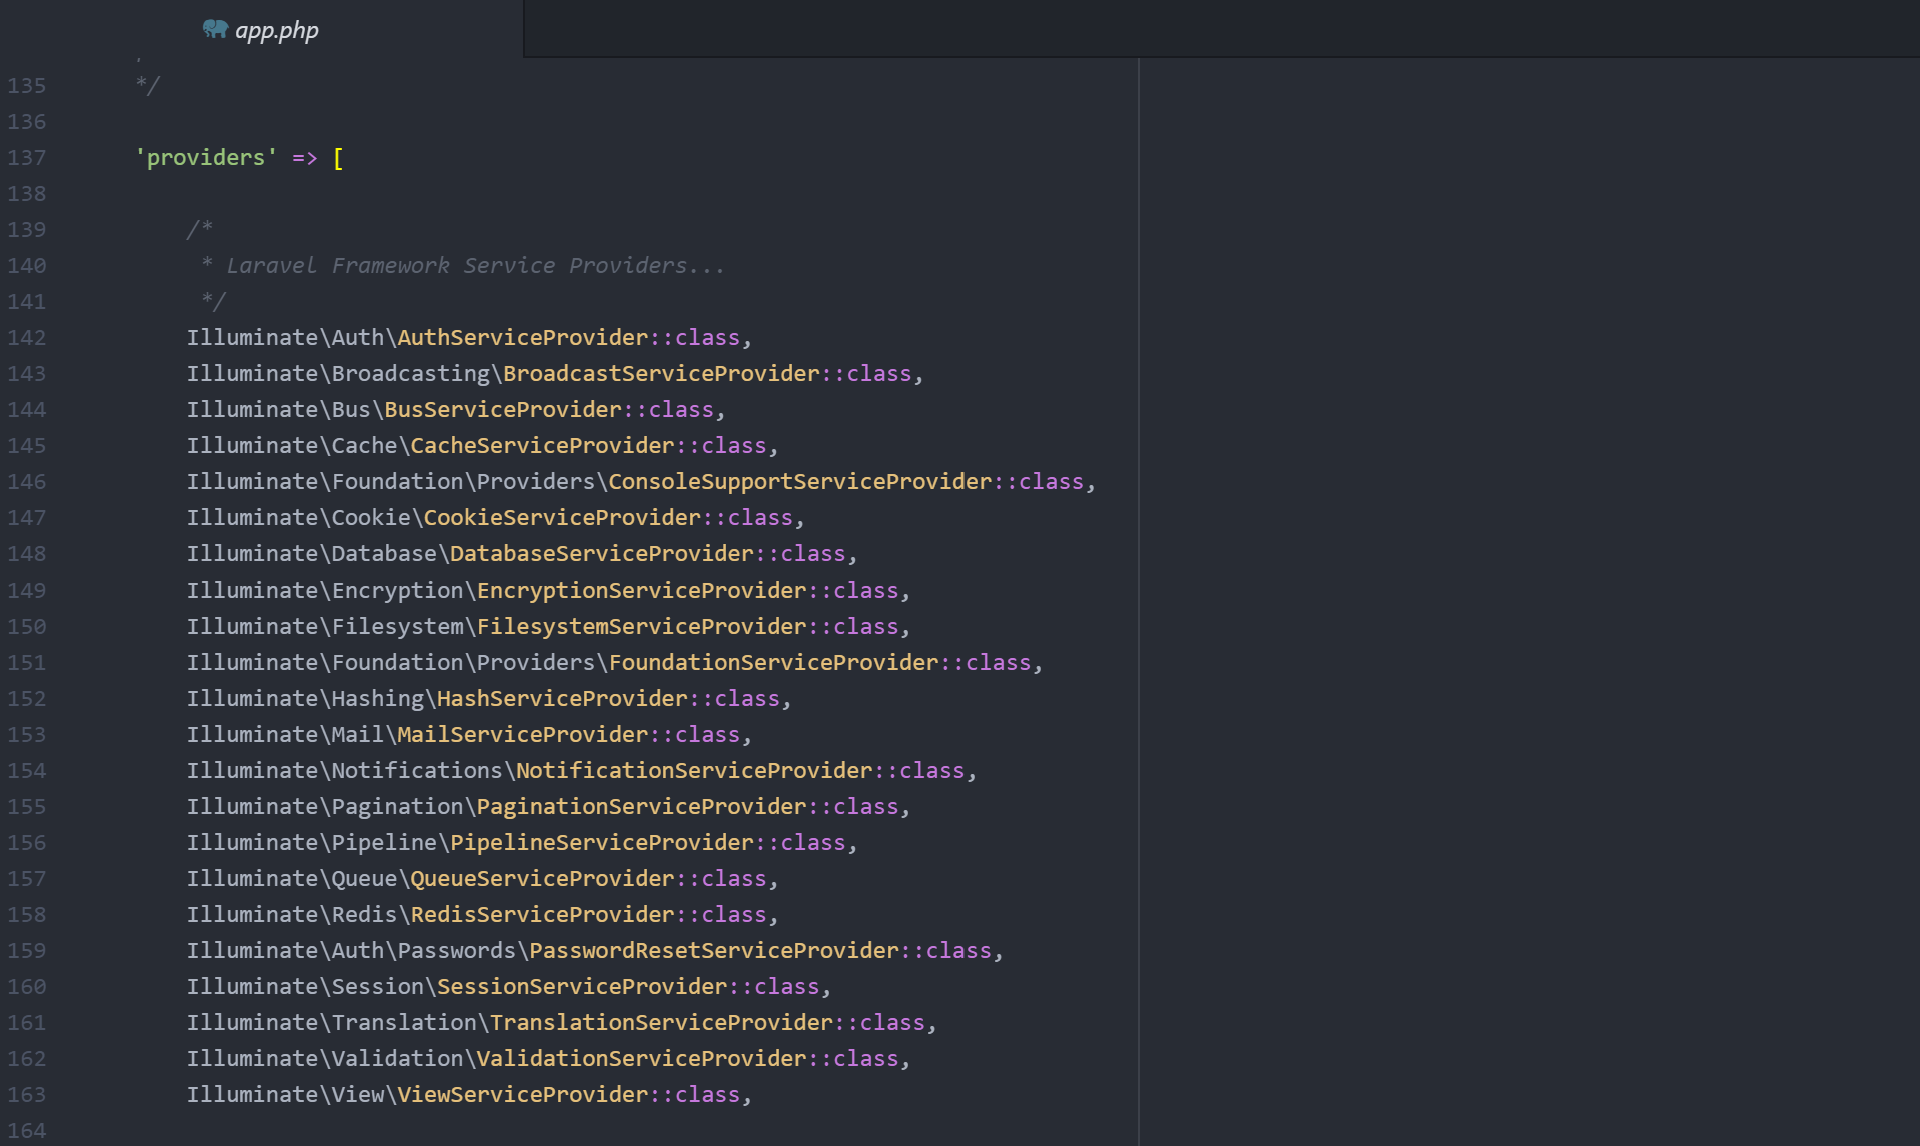 app.php
135 */
136
137 'providers' => [
138
139 /*
140 * Laravel Framework Service Providers...
141 */
142 Illuminate\Auth\AuthServiceProvider::class,
143 Illuminate\Broadcasting\BroadcastServiceProvider::class,
144 Illuminate\Bus\BusServiceProvider::class,
145 Illuminate\Cache\CacheServiceProvider::class,
146 Illuminate\Foundation\Providers\ConsoleSupportServiceProvider::class,
147 Illuminate\Cookie\CookieServiceProvider::class,
148 Illuminate\Database\DatabaseServiceProvider::class,
149 Illuminate\Encryption\EncryptionServiceProvider::class,
150 Illuminate\Filesystem\FilesystemServiceProvider::class,
151 Illuminate\Foundation\Providers\FoundationServiceProvider::class,
152 Illuminate\Hashing\HashServiceProvider::class,
153 Illuminate\Mail\MailServiceProvider::class,
154 Illuminate\Notifications\NotificationServiceProvider::class,
155 Illuminate\Pagination\PaginationServiceProvider::class,
156 Illuminate\Pipeline\PipelineServiceProvider::class,
157 Illuminate\Queue\QueueServiceProvider::class,
158 Illuminate\Redis\RedisServiceProvider::class,
159 Illuminate\Auth\Passwords\PasswordResetServiceProvider::class,
160 Illuminate\Session\SessionServiceProvider::class,
161 Illuminate\Translation\TranslationServiceProvider::class,
162 Illuminate\Validation\ValidationServiceProvider::class,
163 Illuminate\View\ViewServiceProvider::class,
164